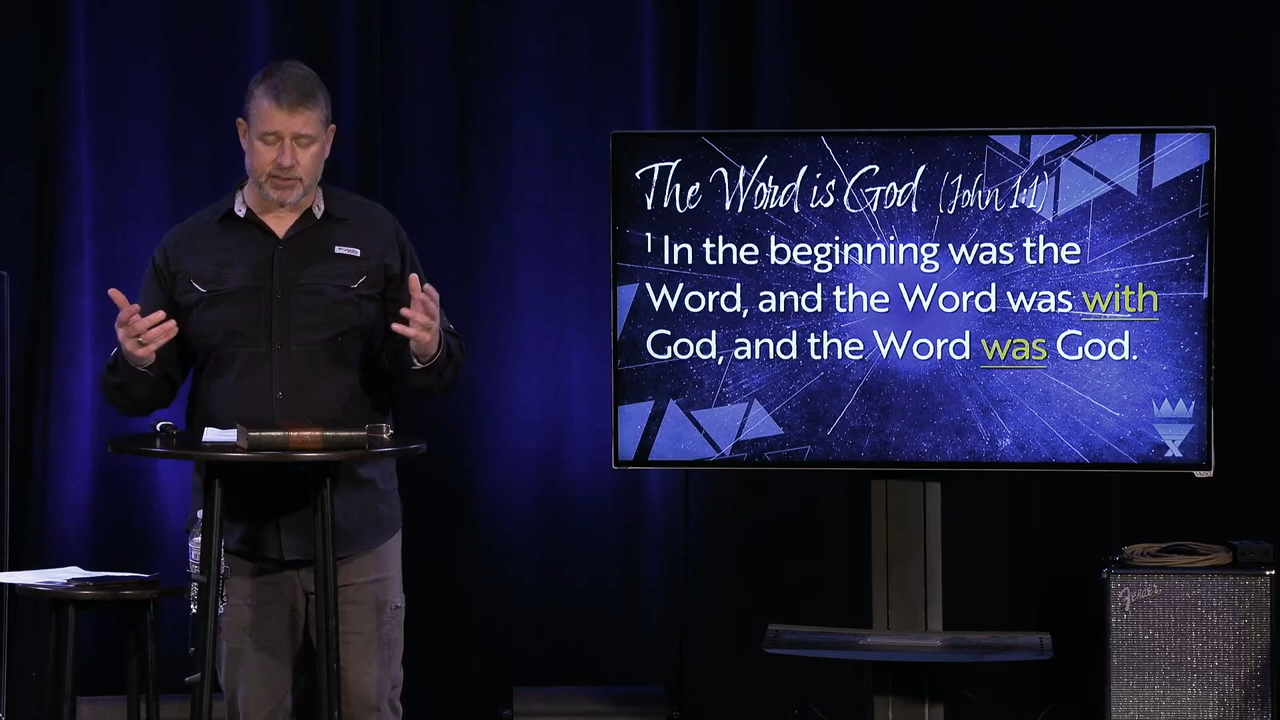 The Word is God (John 1:1)
1 In the beginning was the
Word, and the Word was with
God, and the Word was God.
Fender